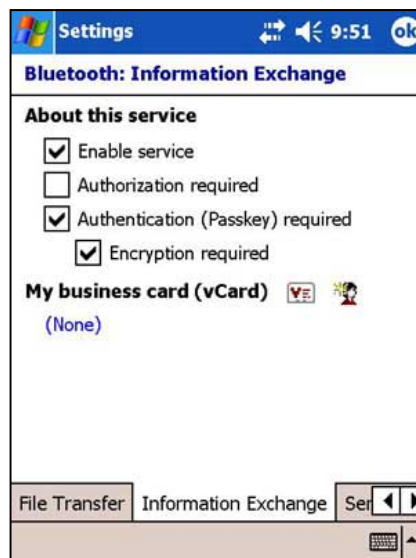 Settings 9:51 ok
Bluetooth: Information Exchange
About this service
Enable service
Authorization required
Authentication (Passkey) required
Encryption required
My business card (vCard)
(None)
File Transfer Information Exchange Ser